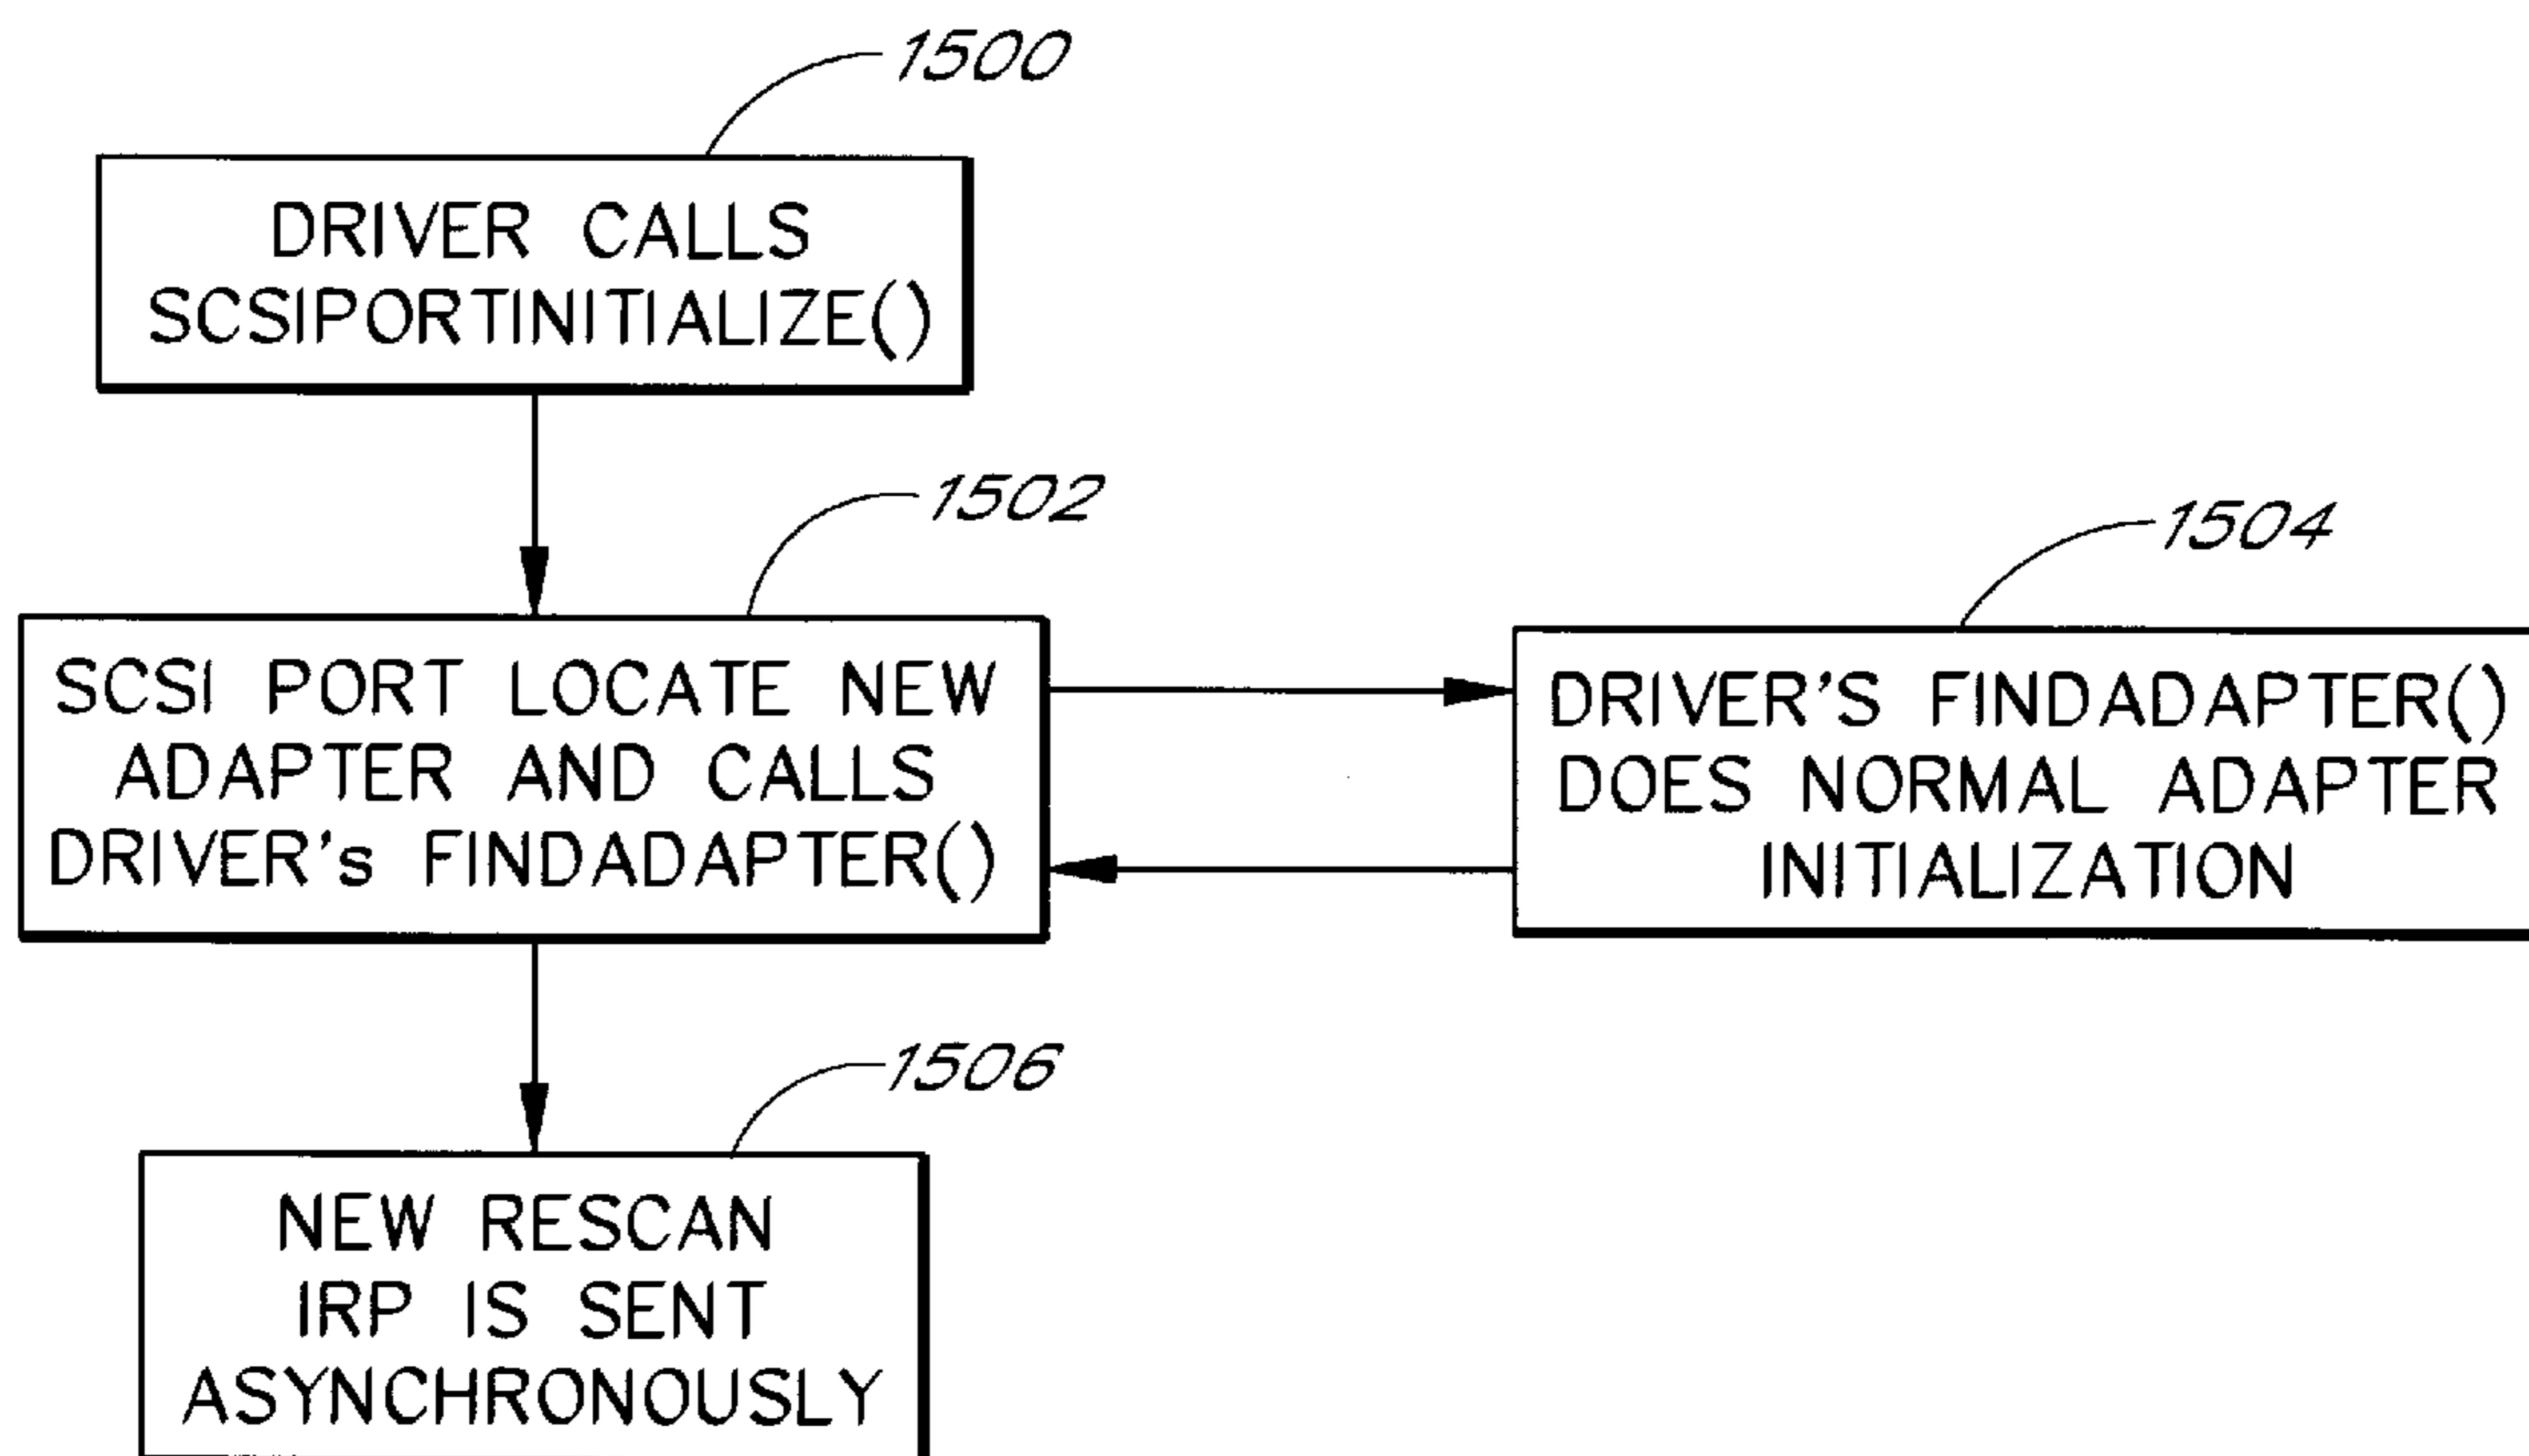 1500
DRIVER CALLS
SCSIPORTINITIALIZE()
1502
SCSI PORT LOCATE NEW
ADAPTER AND CALLS
DRIVER's FINDADAPTER()
1504
DRIVER'S FINDADAPTER()
DOES NORMAL ADAPTER
INITIALIZATION
1506
NEW RESCAN
IRP IS SENT
ASYNCHRONOUSLY